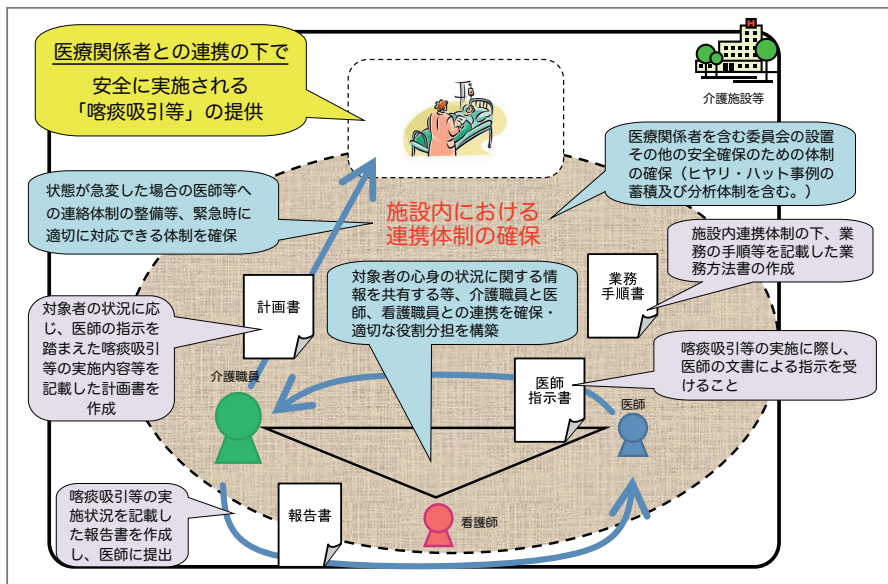 医療関係者との連携の下で
安全に実施される
「喀痰吸引等」の提供
介護施設等
医療関係者を含む委員会の設置
その他の安全確保のための体制
の確保（ヒヤリ・ハット事例の
蓄積及び分析体制を含む。）
状態が急変した場合の医師等へ
の連絡体制の整備等、緊急時に
適切に対応できる体制を確保
施設内における
連携体制の確保
施設内連携体制の下、業
務の手順等を記載した業
務方法書の作成
計画書
対象者の心身の状況に関する情
報を共有する等、介護職員と医
師、看護職員との連携を確保・
適切な役割分担を構築
業務
手順書
対象者の状況に応
じ、医師の指示を
踏まえた喀痰吸引
等の実施内容等を
記載した計画書を
作成
喀痰吸引等の実施に際し、
医師の文書による指示を受
けること
介護職員
医師
指示書
医師
喀痰吸引等の実
施状況を記載し
た報告書を作成
し、医師に提出
報告書
看護師